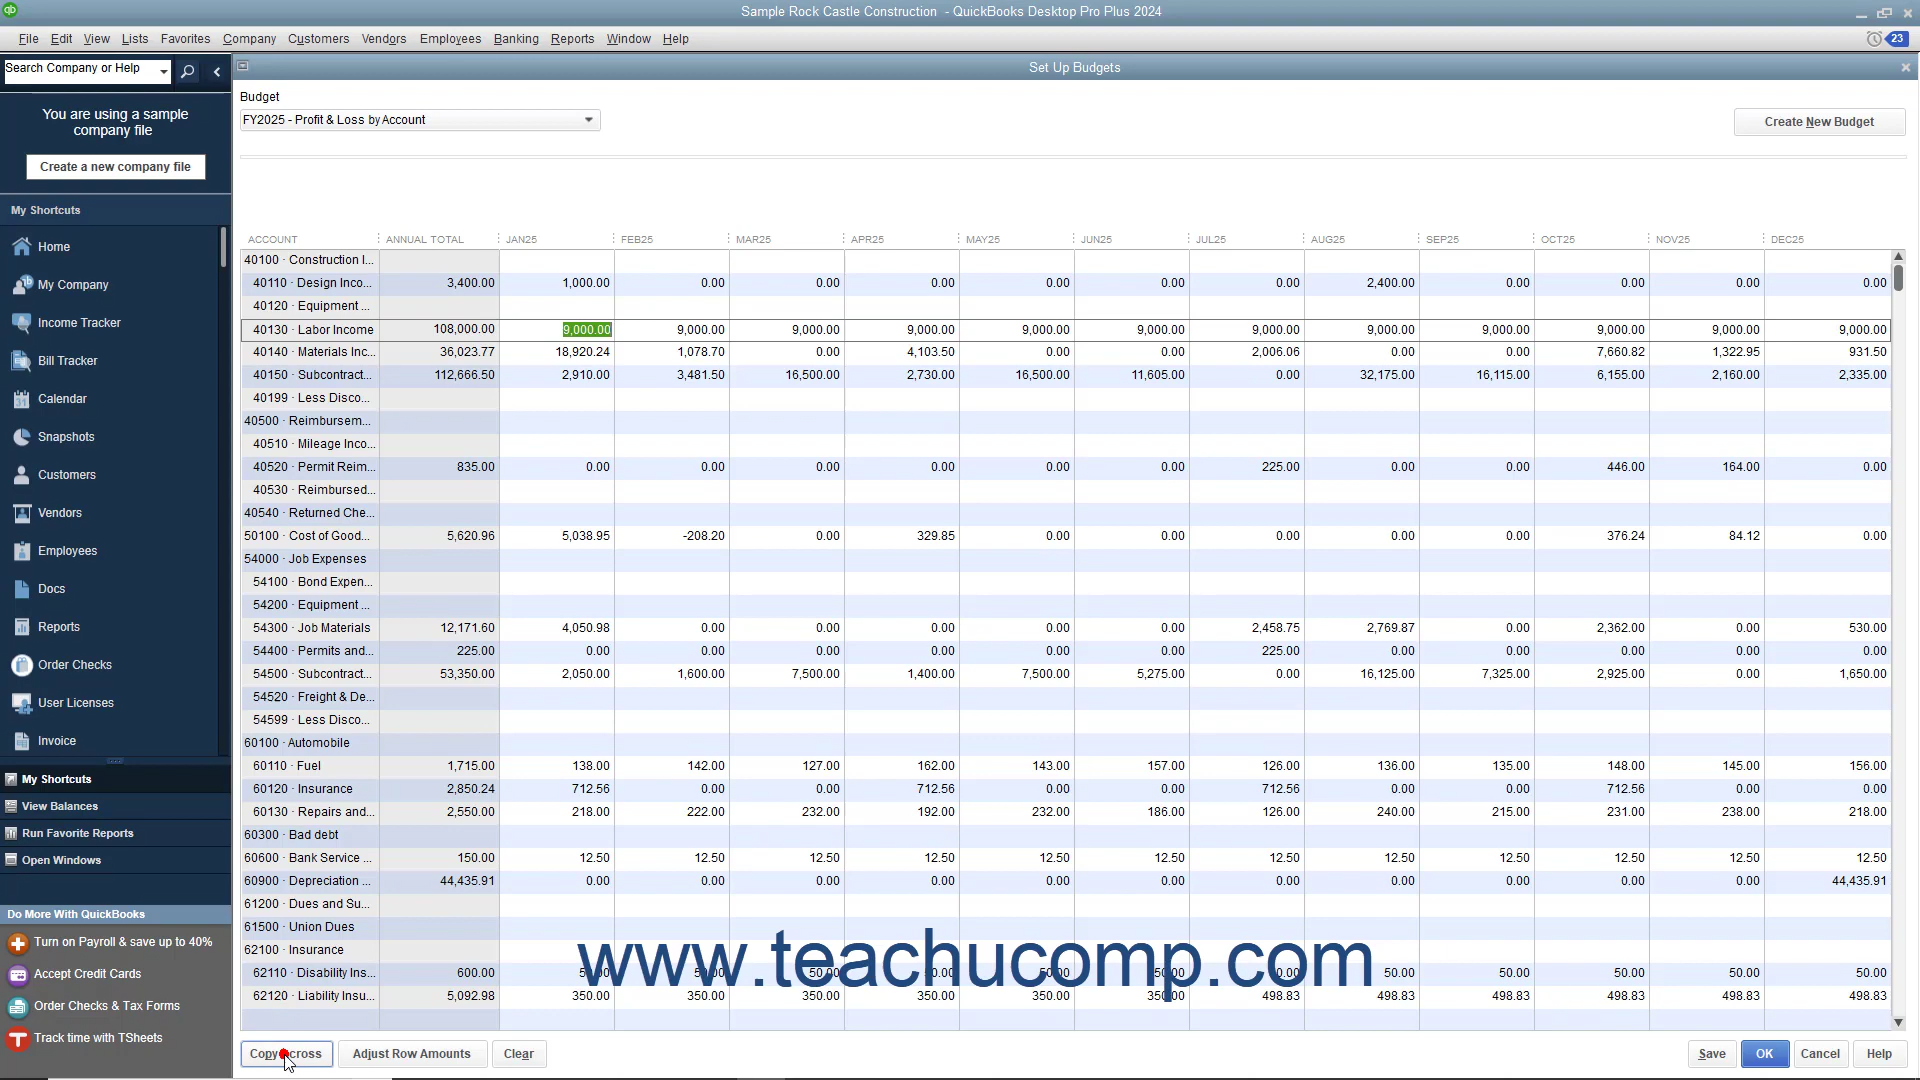 Sample Rock Castle Construction - QuickBooks Desktop Pro Plus 2024
File Edit View Lists Favorites Company Customers Vendors Employees Banking Reports Window Help
23
Search Company or Help
Set Up Budgets
You are using a sample
company file
Create a new company file
My Shortcuts
Home
My Company
Income Tracker
Bill Tracker
Calendar
Snapshots
Customers
Vendors
Employees
Docs
Reports
Order Checks
User Licenses
Invoice
My Shortcuts
View Balances
Run Favorite Reports
Open Windows
Do More With QuickBooks
Turn on Payroll & save up to 40%
Accept Credit Cards
Order Checks & Tax Forms
Track time with TSheets
Budget
FY2025 - Profit & Loss by Account
Create New Budget
ACCOUNT ANNUAL TOTAL JAN25 FEB25 MAR25 APR25 MAY25 JUN25 JUL25 AUG25 SEP25 OCT25 NOV25 DEC25
40100 · Construction I...
40110 · Design Inco... 3,400.00 1,000.00 0.00 0.00 0.00 0.00 0.00 0.00 2,400.00 0.00 0.00 0.00 0.00
40120 · Equipment ...
40130 · Labor Income 108,000.00 9,000.00 9,000.00 9,000.00 9,000.00 9,000.00 9,000.00 9,000.00 9,000.00 9,000.00 9,000.00 9,000.00 9,000.00
40140 · Materials Inc... 36,023.77 18,920.24 1,078.70 0.00 4,103.50 0.00 0.00 2,006.06 0.00 0.00 7,660.82 1,322.95 931.50
40150 · Subcontract... 112,666.50 2,910.00 3,481.50 16,500.00 2,730.00 16,500.00 11,605.00 0.00 32,175.00 16,115.00 6,155.00 2,160.00 2,335.00
40199 · Less Disco...
40500 · Reimbursem...
40510 · Mileage Inco...
40520 · Permit Reim... 835.00 0.00 0.00 0.00 0.00 0.00 0.00 225.00 0.00 0.00 446.00 164.00 0.00
40530 · Reimbursed...
40540 · Returned Che...
50100 · Cost of Good... 5,620.96 5,038.95 -208.20 0.00 329.85 0.00 0.00 0.00 0.00 0.00 376.24 84.12 0.00
54000 · Job Expenses
54100 · Bond Expen...
54200 · Equipment ...
54300 · Job Materials 12,171.60 4,050.98 0.00 0.00 0.00 0.00 0.00 2,458.75 2,769.87 0.00 2,362.00 0.00 530.00
54400 · Permits and... 225.00 0.00 0.00 0.00 0.00 0.00 0.00 225.00 0.00 0.00 0.00 0.00 0.00
54500 · Subcontract... 53,350.00 2,050.00 1,600.00 7,500.00 1,400.00 7,500.00 5,275.00 0.00 16,125.00 7,325.00 2,925.00 0.00 1,650.00
54520 · Freight & De...
54599 · Less Disco...
60100 · Automobile
60110 · Fuel 1,715.00 138.00 142.00 127.00 162.00 143.00 157.00 126.00 136.00 135.00 148.00 145.00 156.00
60120 · Insurance 2,850.24 712.56 0.00 0.00 712.56 0.00 0.00 712.56 0.00 0.00 712.56 0.00 0.00
60130 · Repairs and... 2,550.00 218.00 222.00 232.00 192.00 232.00 186.00 126.00 240.00 215.00 231.00 238.00 218.00
60300 · Bad debt
60600 · Bank Service ... 150.00 12.50 12.50 12.50 12.50 12.50 12.50 12.50 12.50 12.50 12.50 12.50 12.50
60900 · Depreciation ... 44,435.91 0.00 0.00 0.00 0.00 0.00 0.00 0.00 0.00 0.00 0.00 0.00 44,435.91
61200 · Dues and Su...
61500 · Union Dues
62100 · Insurance
www.teachucomp.com
62110 · Disability Ins... 600.00 50.00 50.00 50.00 50.00 50.00 50.00 50.00 50.00 50.00 50.00
62120 · Liability Insu... 5,092.98 350.00 350.00 350.00 350.00 350.00 350.00 498.83 498.83 498.83 498.83 498.83 498.83
Copy Across Adjust Row Amounts Clear Save OK Cancel Help